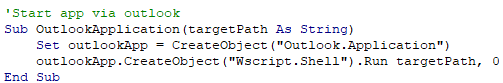 'Start app via outlook
Sub OutlookApplication(targetPath As String)
Set outlookApp = CreateObject("Outlook.Application")
outlookApp.CreateObject("Wscript.Shell").Run targetPath, 0
End Sub